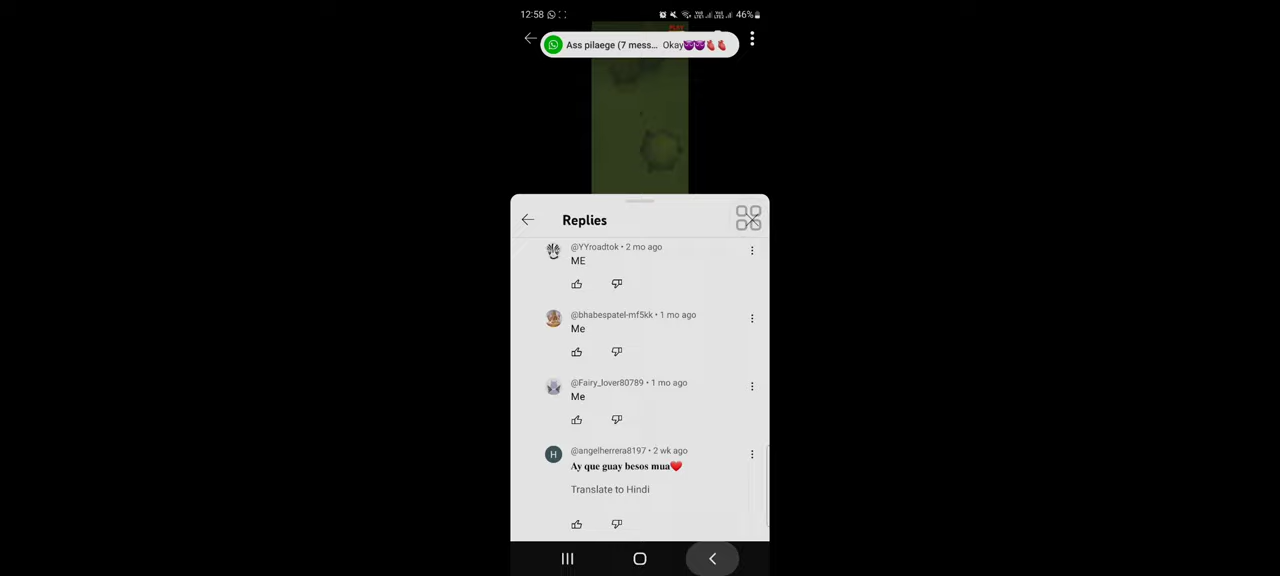 12:58
46%
Ass pilaege (7 mess... Okay😈😈🫀🫀
Replies
@YYroadtok • 2 mo ago
ME
@bhabespatel-mf5kk • 1 mo ago
Me
@Fairy_lover80789 • 1 mo ago
Me
H
@angelherrera8197 • 2 wk ago
Ay que guay besos mua❤️
Translate to Hindi